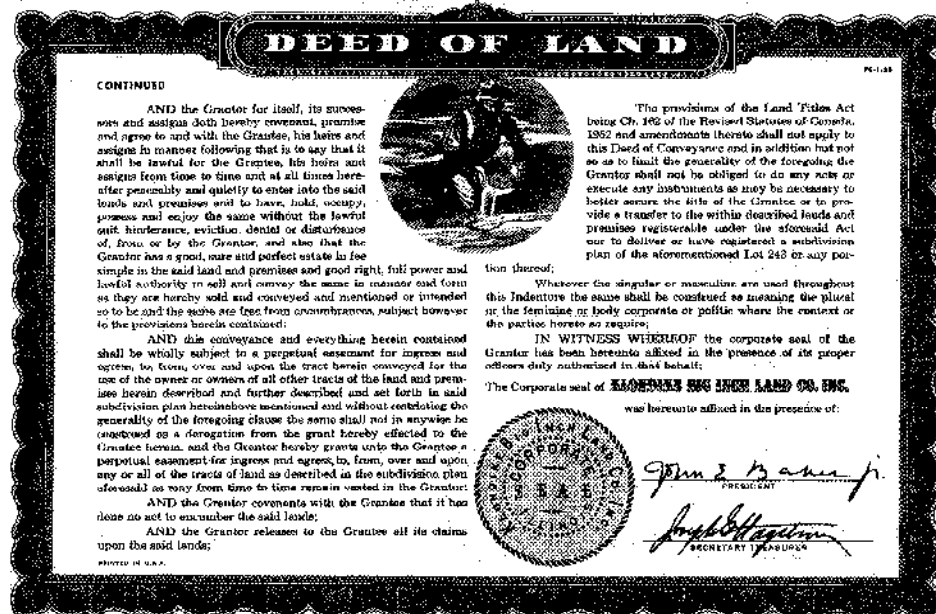 DEED OF LAND
CONTINUED
AND the Grantor for itself, its succes-
sors and assigns doth hereby covenant, promise
and agree to and with the Grantee, his heirs and
assigns in manner following that is to say that it
shall be lawful for the Grantee, his heirs and
assigns from time to time and at all times here-
after peaceably and quietly to enter into the said
lands and premises and to have, hold, occupy,
possess and enjoy the same without the lawful
suit, hinderance, eviction, denial or disturbance
of, from or by the Grantor, and also that the
Grantor has a good, sure and perfect estate in fee
simple in the said land and premises and good right, full power and
lawful authority to sell and convey the same in manner and form
as they are hereby sold and conveyed and mentioned or intended
so to be and the same are free from encumbrances, subject however
to the provisions herein contained;
AND this conveyance and everything herein contained
shall be wholly subject to a perpetual easement for ingress and
egress, to, from, over and upon the tract herein conveyed for the
use of the owner or owners of all other tracts of the land and prem-
ises herein described and further described and set forth in said
subdivision plan hereinabove mentioned and without restricting the
generality of the foregoing clause the same shall not in anywise be
construed as a derogation from the grant hereby effected to the
Grantee herein, and the Grantor hereby grants unto the Grantee a
perpetual easement for ingress and egress, to, from, over and upon
any or all of the tracts of land as described in the subdivision plan
aforesaid as may from time to time remain vested in the Grantor;
AND the Grantor covenants with the Grantee that it has
done no act to encumber the said lands;
AND the Grantor releases to the Grantee all its claims
upon the said lands;
PRINTED IN U.S.A.
The provisions of the Land Titles Act
being Ch. 162 of the Revised Statutes of Canada,
1952 and amendments thereto shall not apply to
this Deed of Conveyance and in addition but not
so as to limit the generality of the foregoing the
Grantor shall not be obliged to do any acts or
execute any instruments as may be necessary to
better assure the title of the Grantee or to pro-
vide a transfer to the within described lands and
premises registerable under the aforesaid Act
nor to deliver or have registered a subdivision
plan of the aforementioned Lot 243 or any por-
tion thereof;
Wherever the singular or masculine are used throughout
this Indenture the same shall be construed as meaning the plural
or the feminine or body corporate or politic where the context or
the parties hereto so require;
IN WITNESS WHEREOF the corporate seal of the
Grantor has been hereunto affixed in the presence of its proper
officers duly authorized in that behalf;
The Corporate seal of KLONDIKE BIG INCH LAND CO. INC.
was hereunto affixed in the presence of:
KLONDIKE BIG INCH LAND CO. INC.
CORPORATE
SEAL
ILLINOIS
John E. Baker jr.
PRESIDENT
SECRETARY TREASURER